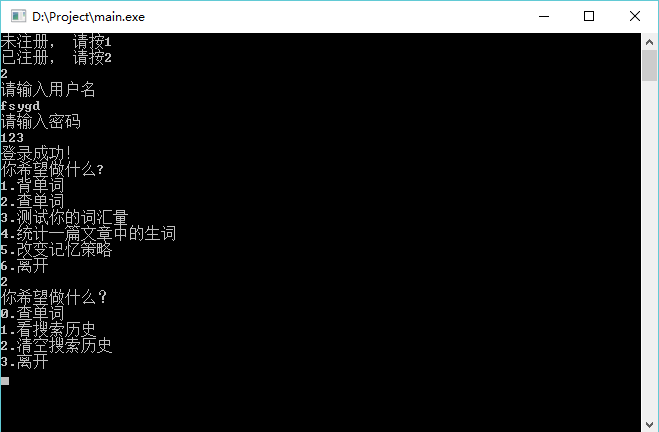 D:\Project\main.exe
未注册， 请按1
已注册， 请按2
2
请输入用户名
fsygd
请输入密码
123
登录成功!
你希望做什么?
1.背单词
2.查单词
3.测试你的词汇量
4.统计一篇文章中的生词
5.改变记忆策略
6.离开
2
你希望做什么？
0.查单词
1.看搜索历史
2.清空搜索历史
3.离开